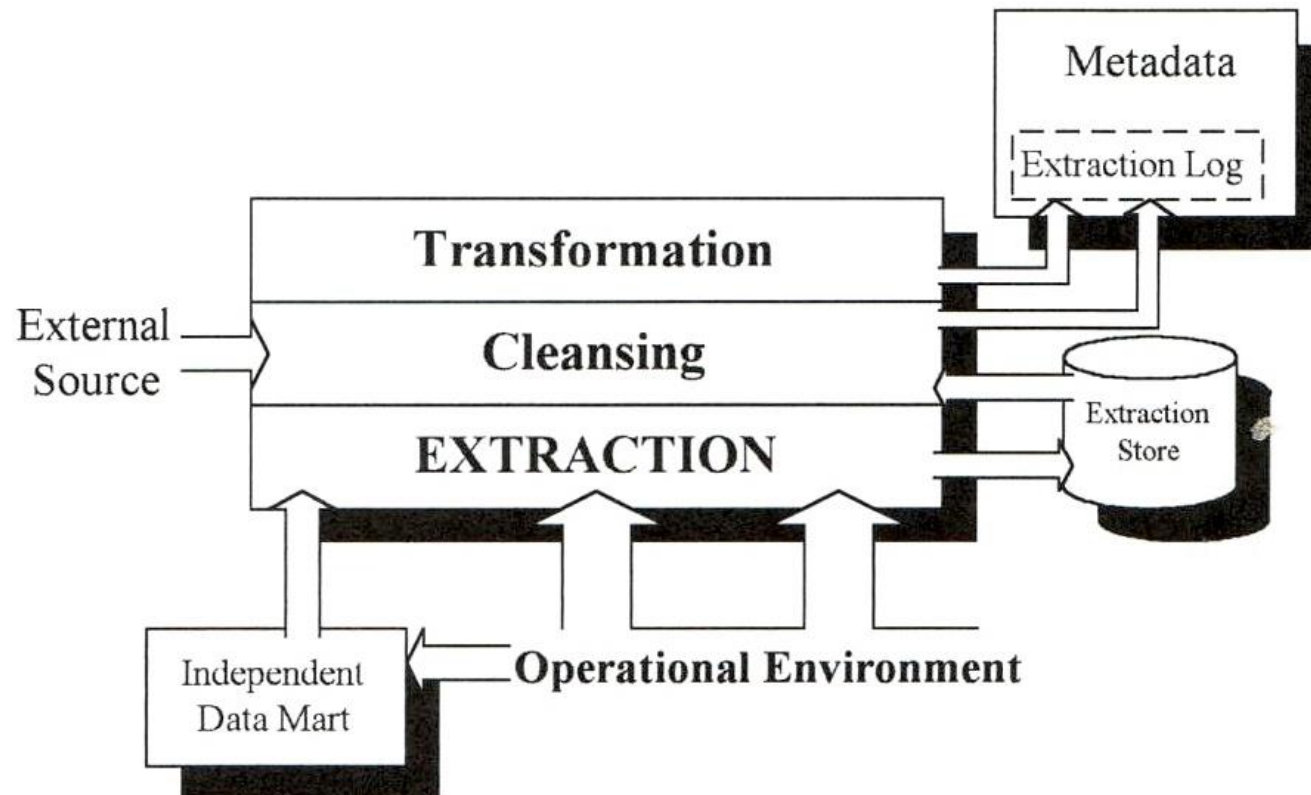 Metadata
Extraction Log
Transformation
External
Source
Cleansing
EXTRACTION
Extraction
Store
Independent
Data Mart
Operational Environment